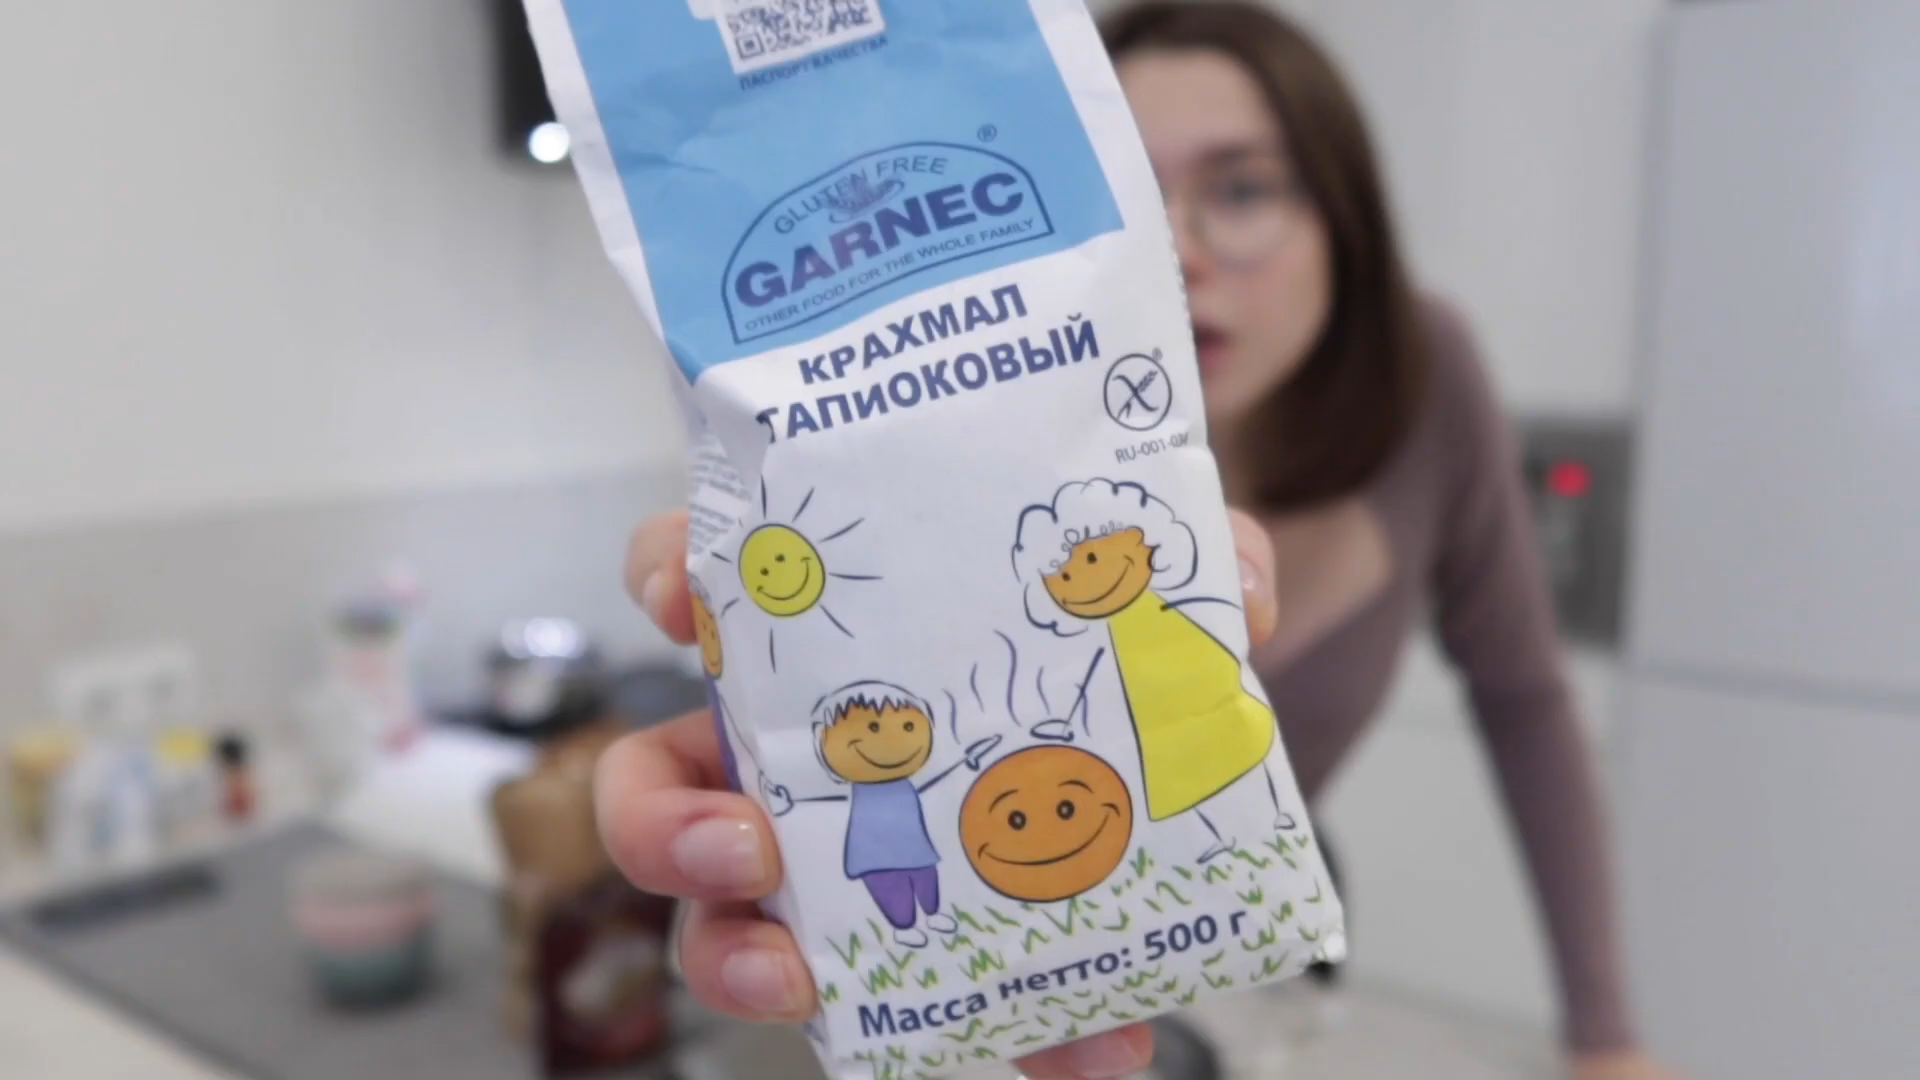 ПАСПОРТ КАЧЕСТВА
GLUTEN FREE
®
GARNEC
OTHER FOOD FOR THE WHOLE FAMILY
КРАХМАЛ
ТАПИОКОВЫЙ
®
Масса нетто: 500 г